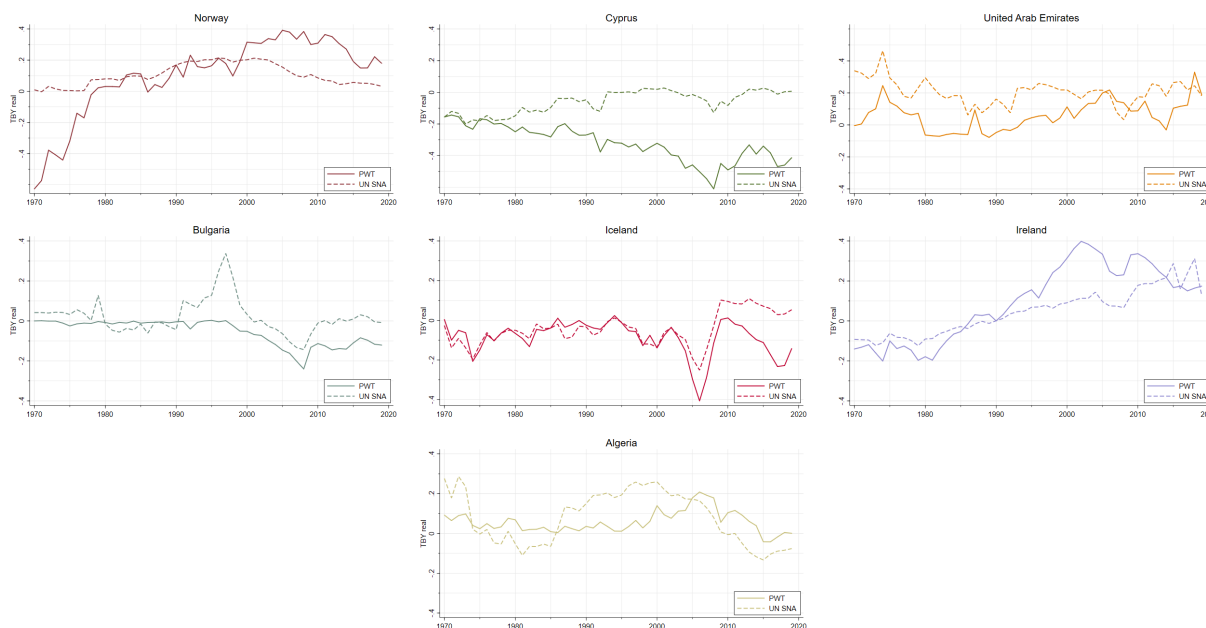 Norway
TBY real
.4
.2
0
-.2
-.4
1970 1980 1990 2000 2010 2020
PWT
UN SNA
Cyprus
TBY real
.4
.2
0
-.2
-.4
1970 1980 1990 2000 2010 2020
PWT
UN SNA
United Arab Emirates
TBY real
.4
.2
0
-.2
-.4
1970 1980 1990 2000 2010 2020
PWT
UN SNA
Bulgaria
TBY real
.4
.2
0
-.2
-.4
1970 1980 1990 2000 2010 2020
PWT
UN SNA
Iceland
TBY real
.4
.2
0
-.2
-.4
1970 1980 1990 2000 2010 2020
PWT
UN SNA
Ireland
TBY real
.4
.2
0
-.2
-.4
1970 1980 1990 2000 2010 2020
PWT
UN SNA
Algeria
TBY real
.4
.2
0
-.2
-.4
1970 1980 1990 2000 2010 2020
PWT
UN SNA